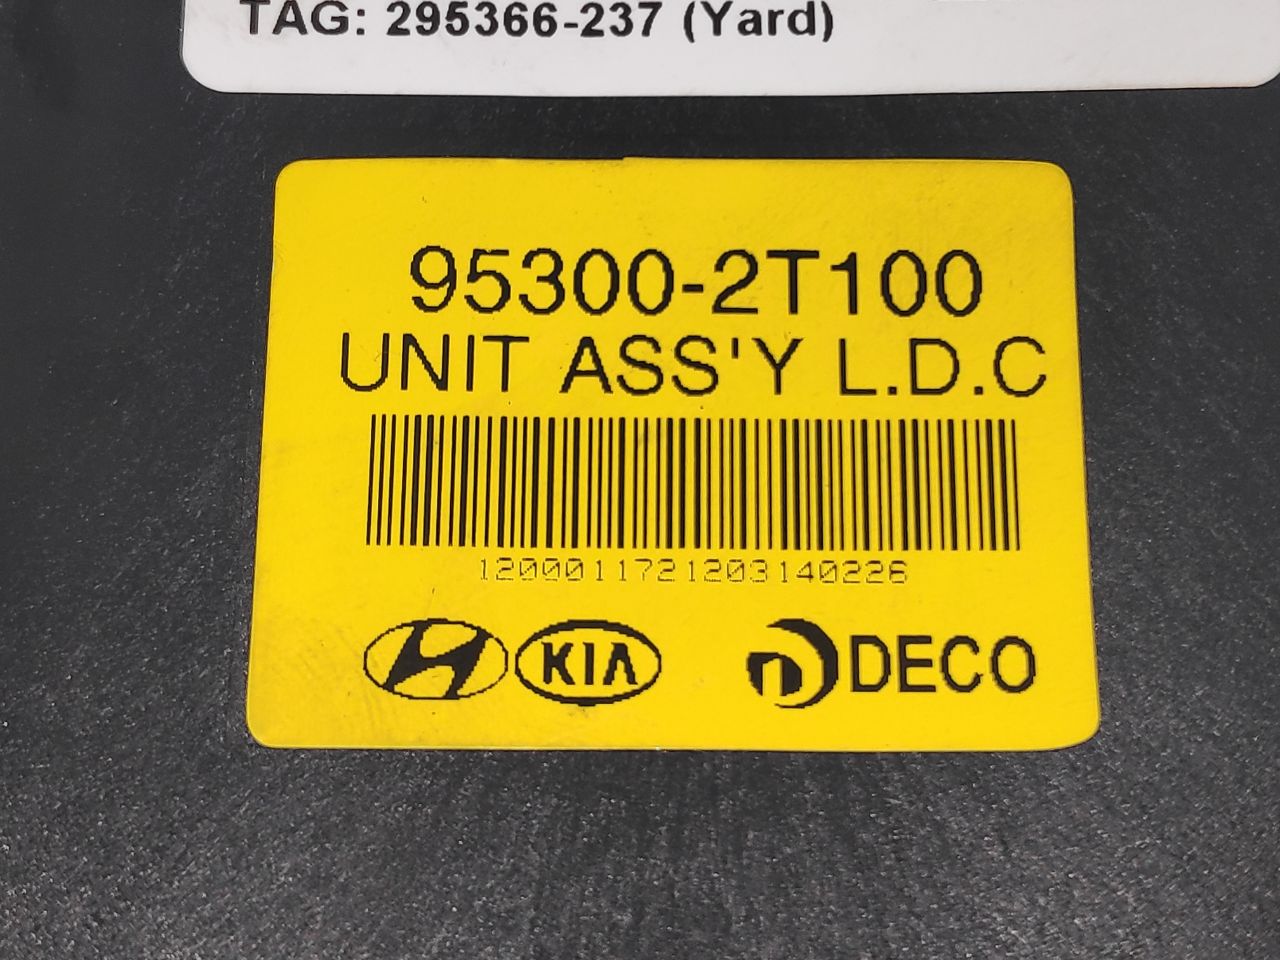 TAG: 295366-237 (Yard)
95300-2T100
UNIT ASS'Y L.D.C
1200011721203140226
KIA DECO